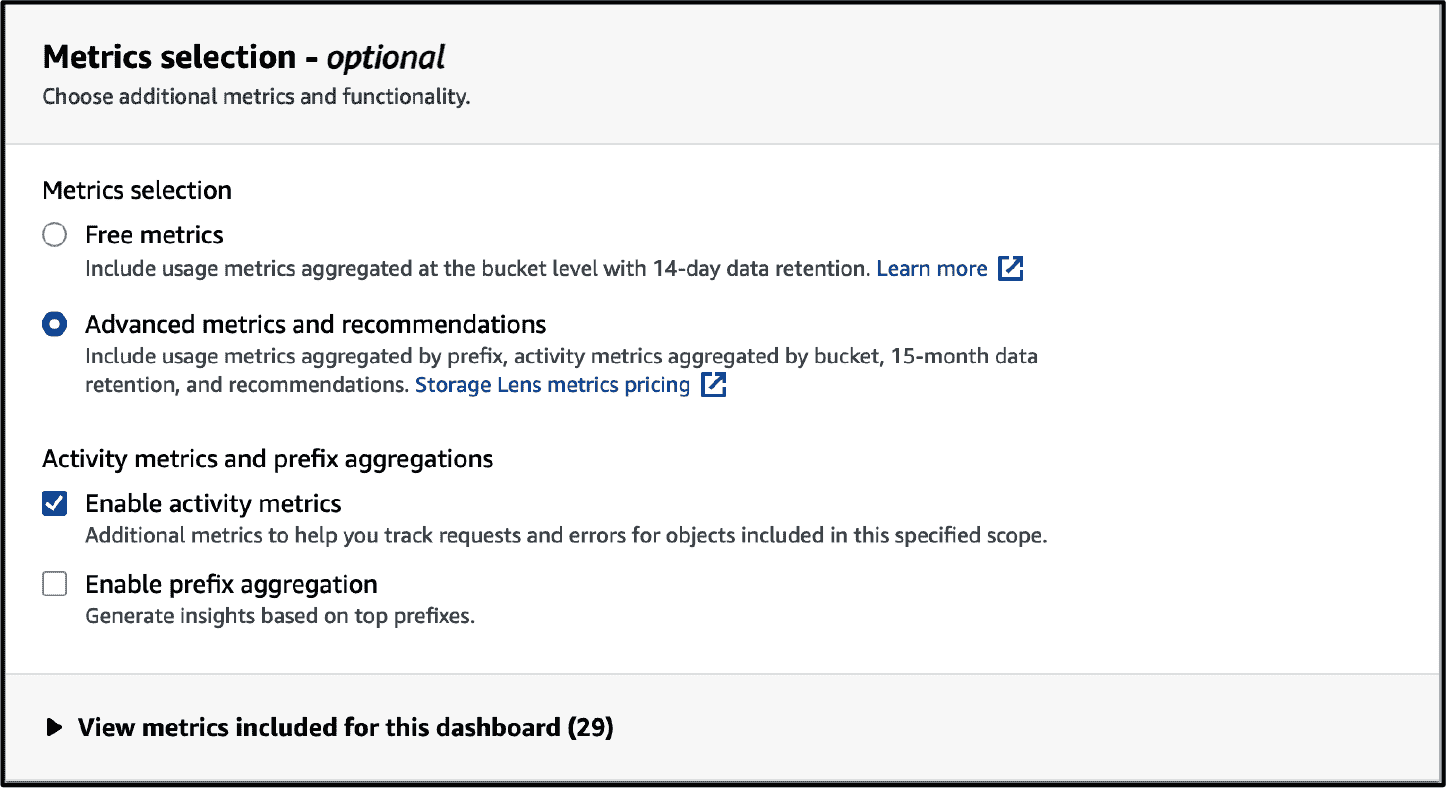 Metrics selection - optional
Choose additional metrics and functionality.
Metrics selection
Free metrics
Include usage metrics aggregated at the bucket level with 14-day data retention. Learn more
Advanced metrics and recommendations
Include usage metrics aggregated by prefix, activity metrics aggregated by bucket, 15-month data
retention, and recommendations. Storage Lens metrics pricing
Activity metrics and prefix aggregations
Enable activity metrics
Additional metrics to help you track requests and errors for objects included in this specified scope.
Enable prefix aggregation
Generate insights based on top prefixes.
View metrics included for this dashboard (29)